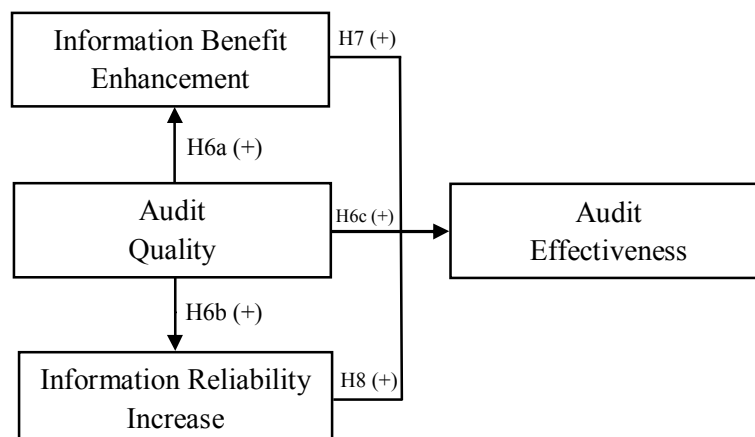 Information Benefit
Enhancement
H7 (+)
H6a (+)
Audit
Quality
H6c (+)
Audit
Effectiveness
H6b (+)
Information Reliability
Increase
H8 (+)